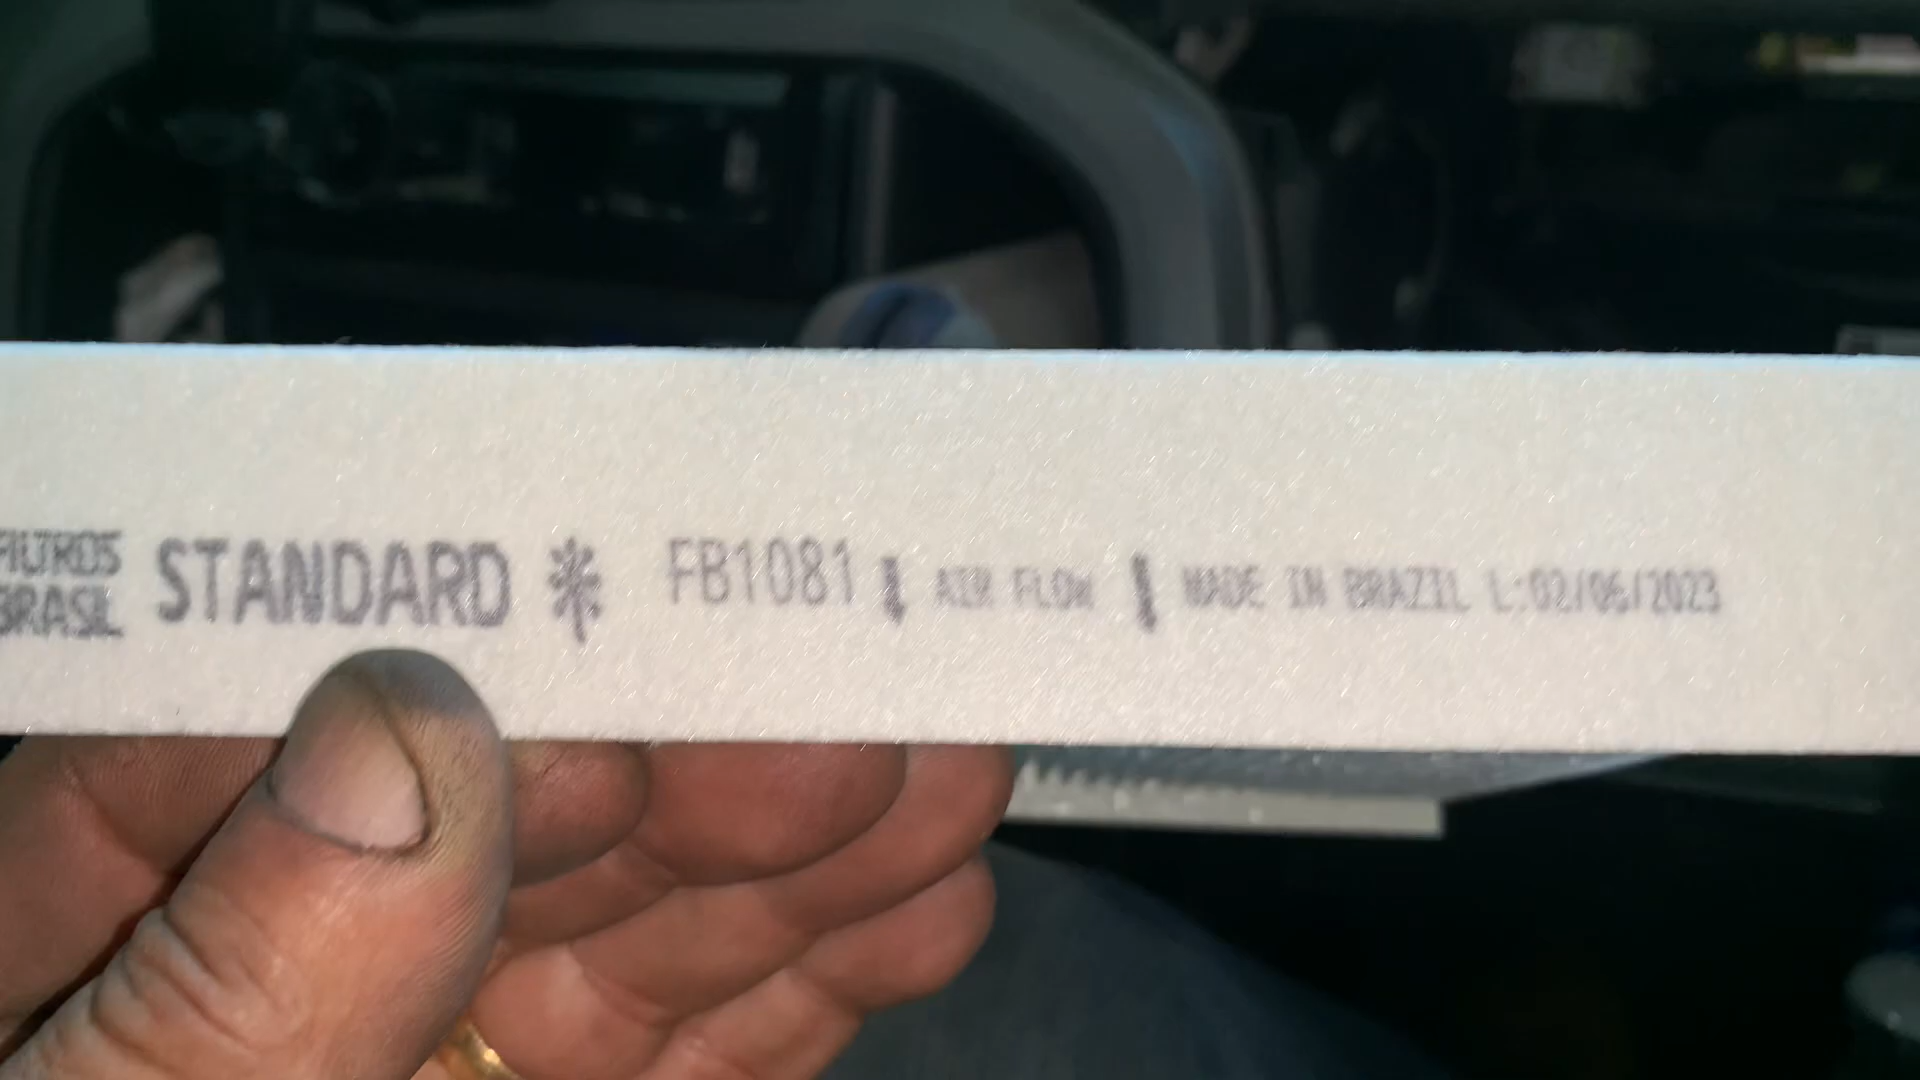 FILTROS
BRASIL
STANDARD * FB1081 AIR FLOW MADE IN BRAZIL L:02/06/2023